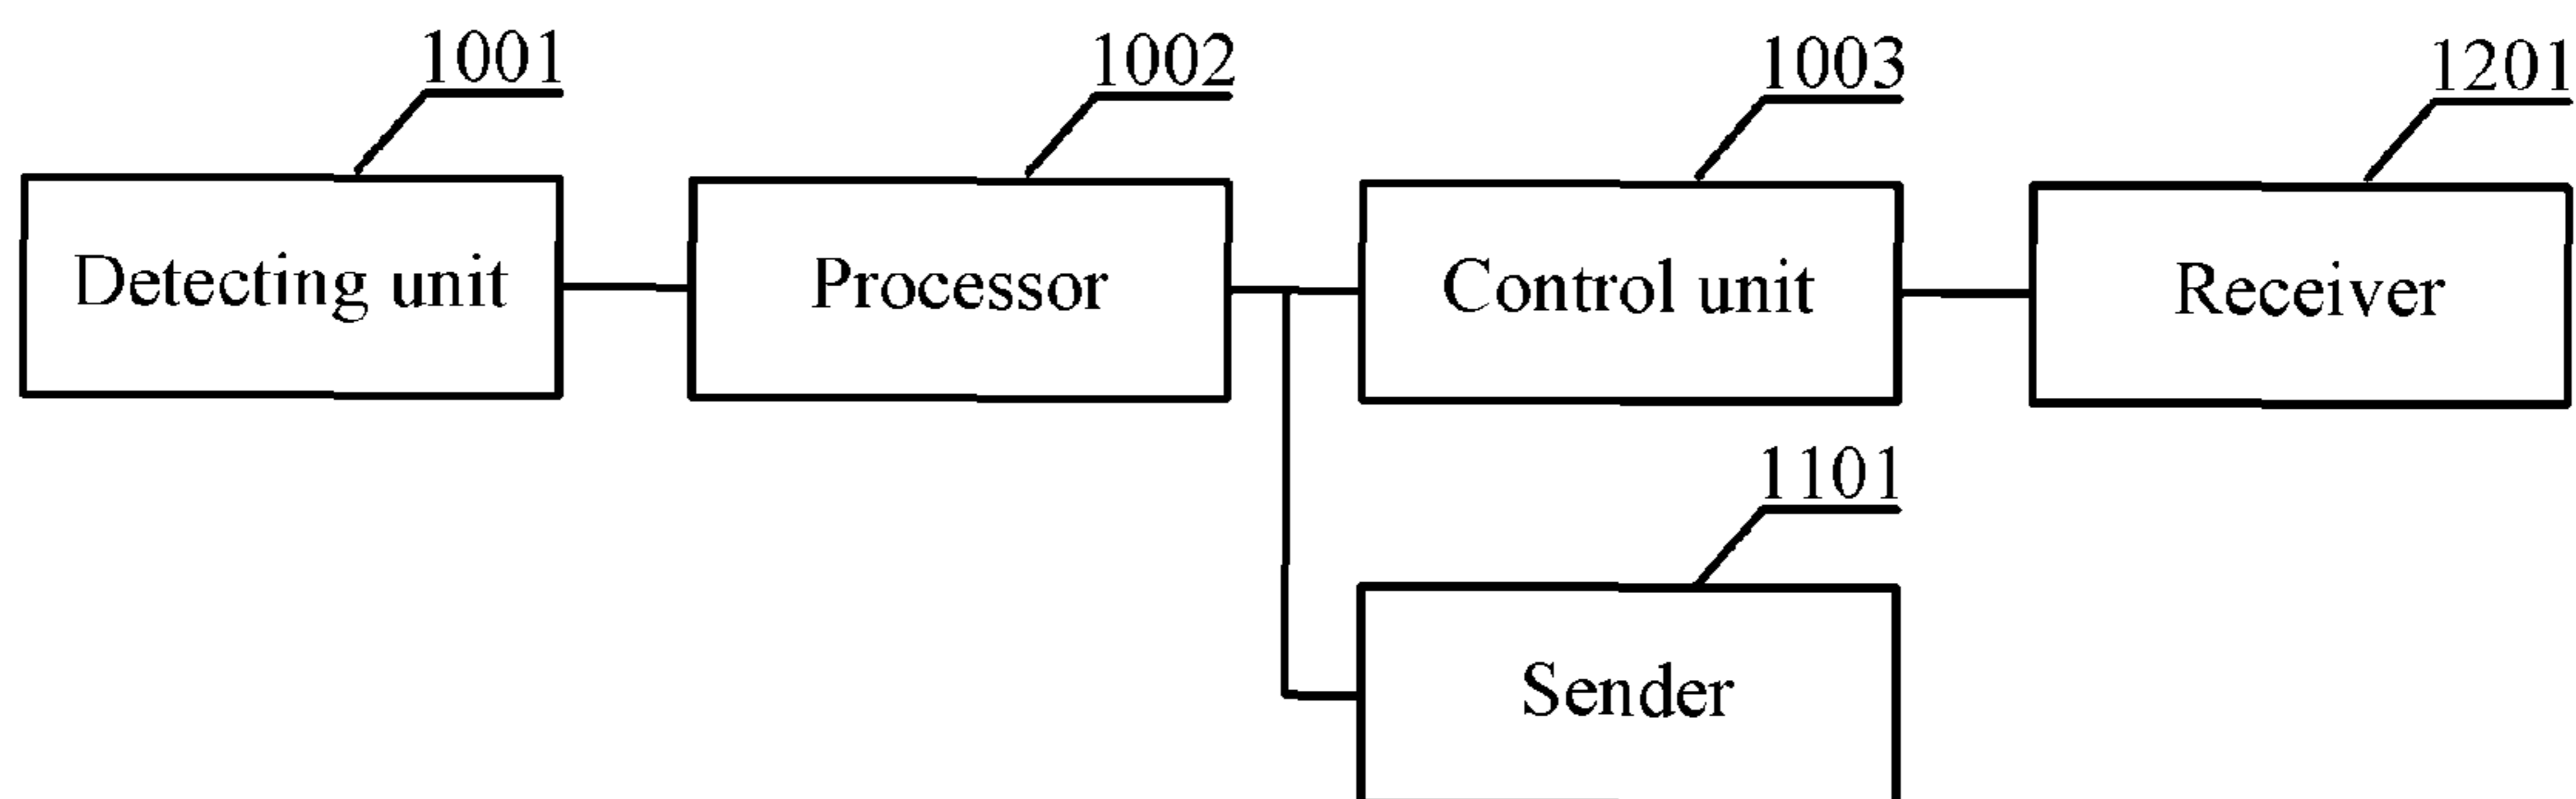 1001
1002
1003
1201
Detecting unit
Processor
Control unit
Receiver
1101
Sender